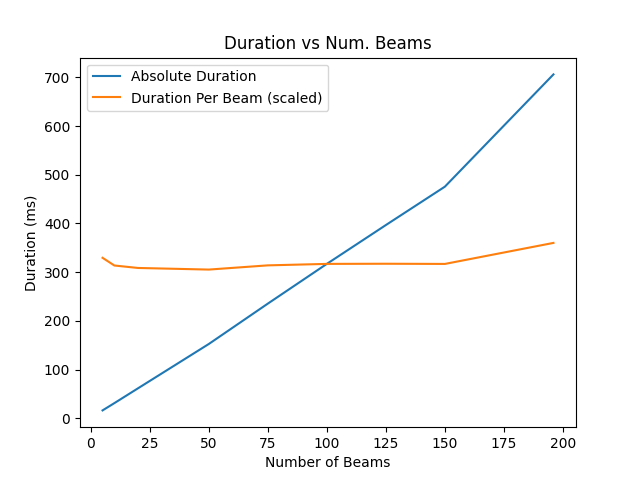 Duration vs Num. Beams
Absolute Duration
Duration Per Beam (scaled)
Duration (ms)
700
600
500
400
300
200
100
0
0 25 50 75 100 125 150 175 200
Number of Beams